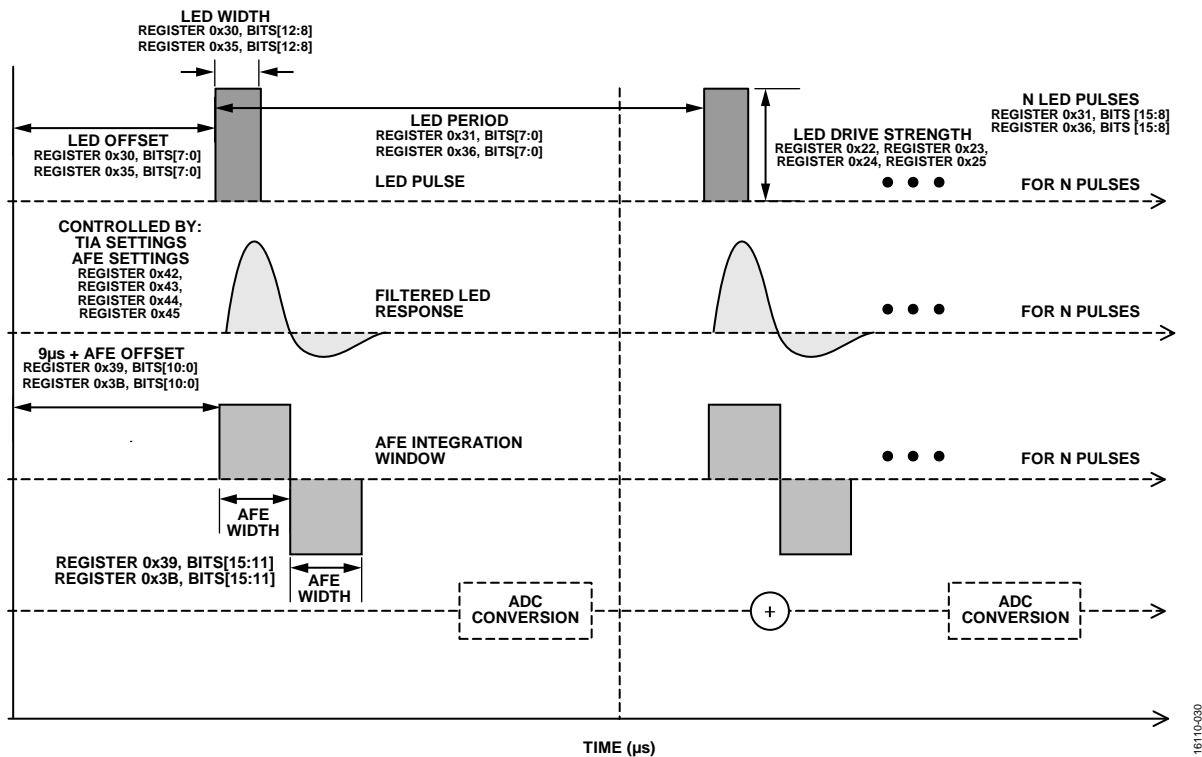 LED WIDTH
REGISTER 0x30, BITS[12:8]
REGISTER 0x35, BITS[12:8]
LED OFFSET
REGISTER 0x30, BITS[7:0]
REGISTER 0x35, BITS[7:0]
LED PERIOD
REGISTER 0x31, BITS[7:0]
REGISTER 0x36, BITS[7:0]
LED PULSE
LED DRIVE STRENGTH
REGISTER 0x22, REGISTER 0x23,
REGISTER 0x24, REGISTER 0x25
N LED PULSES
REGISTER 0x31, BITS [15:8]
REGISTER 0x36, BITS [15:8]
FOR N PULSES
CONTROLLED BY:
TIA SETTINGS
AFE SETTINGS
REGISTER 0x42,
REGISTER 0x43,
REGISTER 0x44,
REGISTER 0x45
FILTERED LED
RESPONSE
FOR N PULSES
9µs + AFE OFFSET
REGISTER 0x39, BITS[10:0]
REGISTER 0x3B, BITS[10:0]
AFE INTEGRATION
WINDOW
FOR N PULSES
AFE
WIDTH
REGISTER 0x39, BITS[15:11]
REGISTER 0x3B, BITS[15:11]
AFE
WIDTH
ADC
CONVERSION
+
ADC
CONVERSION
TIME (µs)
16110-030